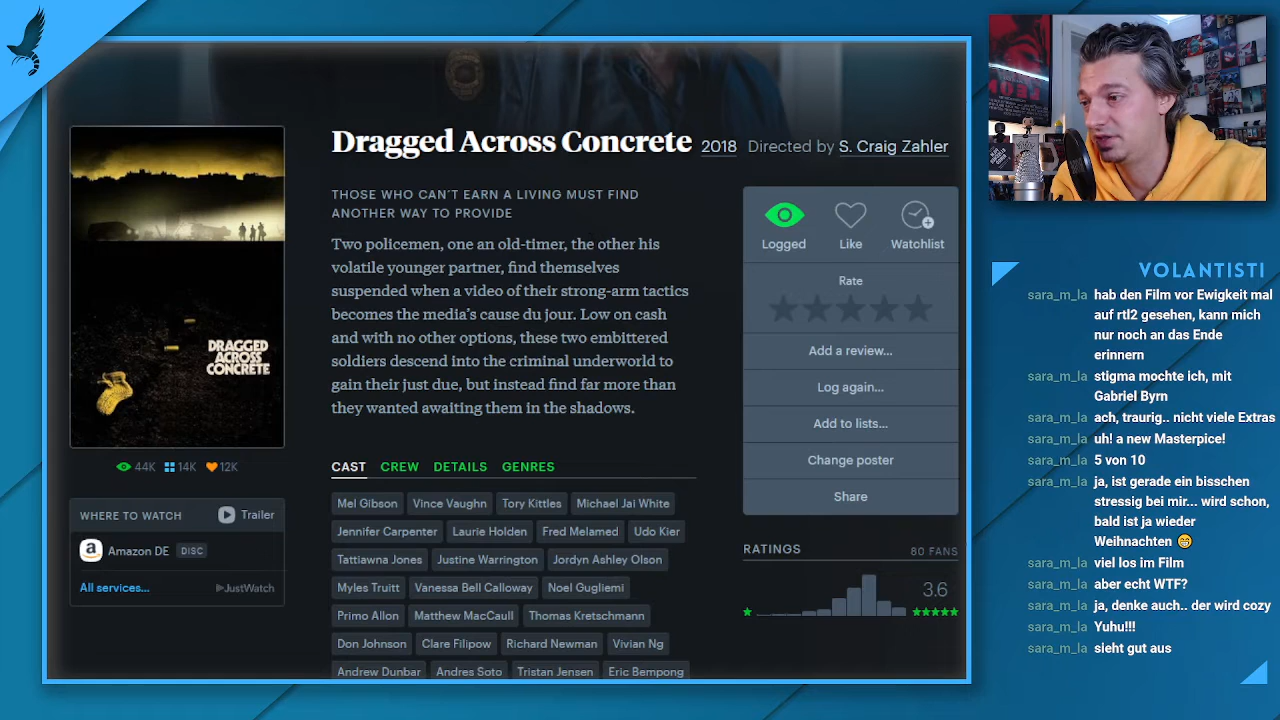 Dragged Across Concrete 2018 Directed by S. Craig Zahler
THOSE WHO CAN'T EARN A LIVING MUST FIND
ANOTHER WAY TO PROVIDE
Two policemen, one an old-timer, the other his
volatile younger partner, find themselves
suspended when a video of their strong-arm tactics
becomes the media's cause du jour. Low on cash
and with no other options, these two embittered
soldiers descend into the criminal underworld to
gain their just due, but instead find far more than
they wanted awaiting them in the shadows.
DRAGGED
ACROSS
CONCRETE
44K 14K 12K
WHERE TO WATCH Trailer
Amazon DE DISC
All services... JustWatch
CAST CREW DETAILS GENRES
Mel Gibson Vince Vaughn Tory Kittles Michael Jai White
Jennifer Carpenter Laurie Holden Fred Melamed Udo Kier
Tattiawna Jones Justine Warrington Jordyn Ashley Olson
Myles Truitt Vanessa Bell Calloway Noel Gugliemi
Primo Allon Matthew MacCaull Thomas Kretschmann
Don Johnson Clare Filipow Richard Newman Vivian Ng
Andrew Dunbar Andres Soto Tristan Jensen Eric Bempong
Logged Like Watchlist
Rate
Add a review...
Log again...
Add to lists...
Change poster
Share
RATINGS 80 FANS
3.6
VOLANTISTI
sara_m_la hab den Film vor Ewigkeit mal
auf rtl2 gesehen, kann mich
nur noch an das Ende
erinnern
sara_m_la stigma mochte ich, mit
Gabriel Byrn
sara_m_la ach, traurig.. nicht viele Extras
sara_m_la uh! a new Masterpice!
sara_m_la 5 von 10
sara_m_la ja, ist gerade ein bisschen
stressig bei mir... wird schon,
bald ist ja wieder
Weihnachten 😁
sara_m_la viel los im Film
sara_m_la aber echt WTF?
sara_m_la ja, denke auch.. der wird cozy
sara_m_la Yuhu!!!
sara_m_la sieht gut aus